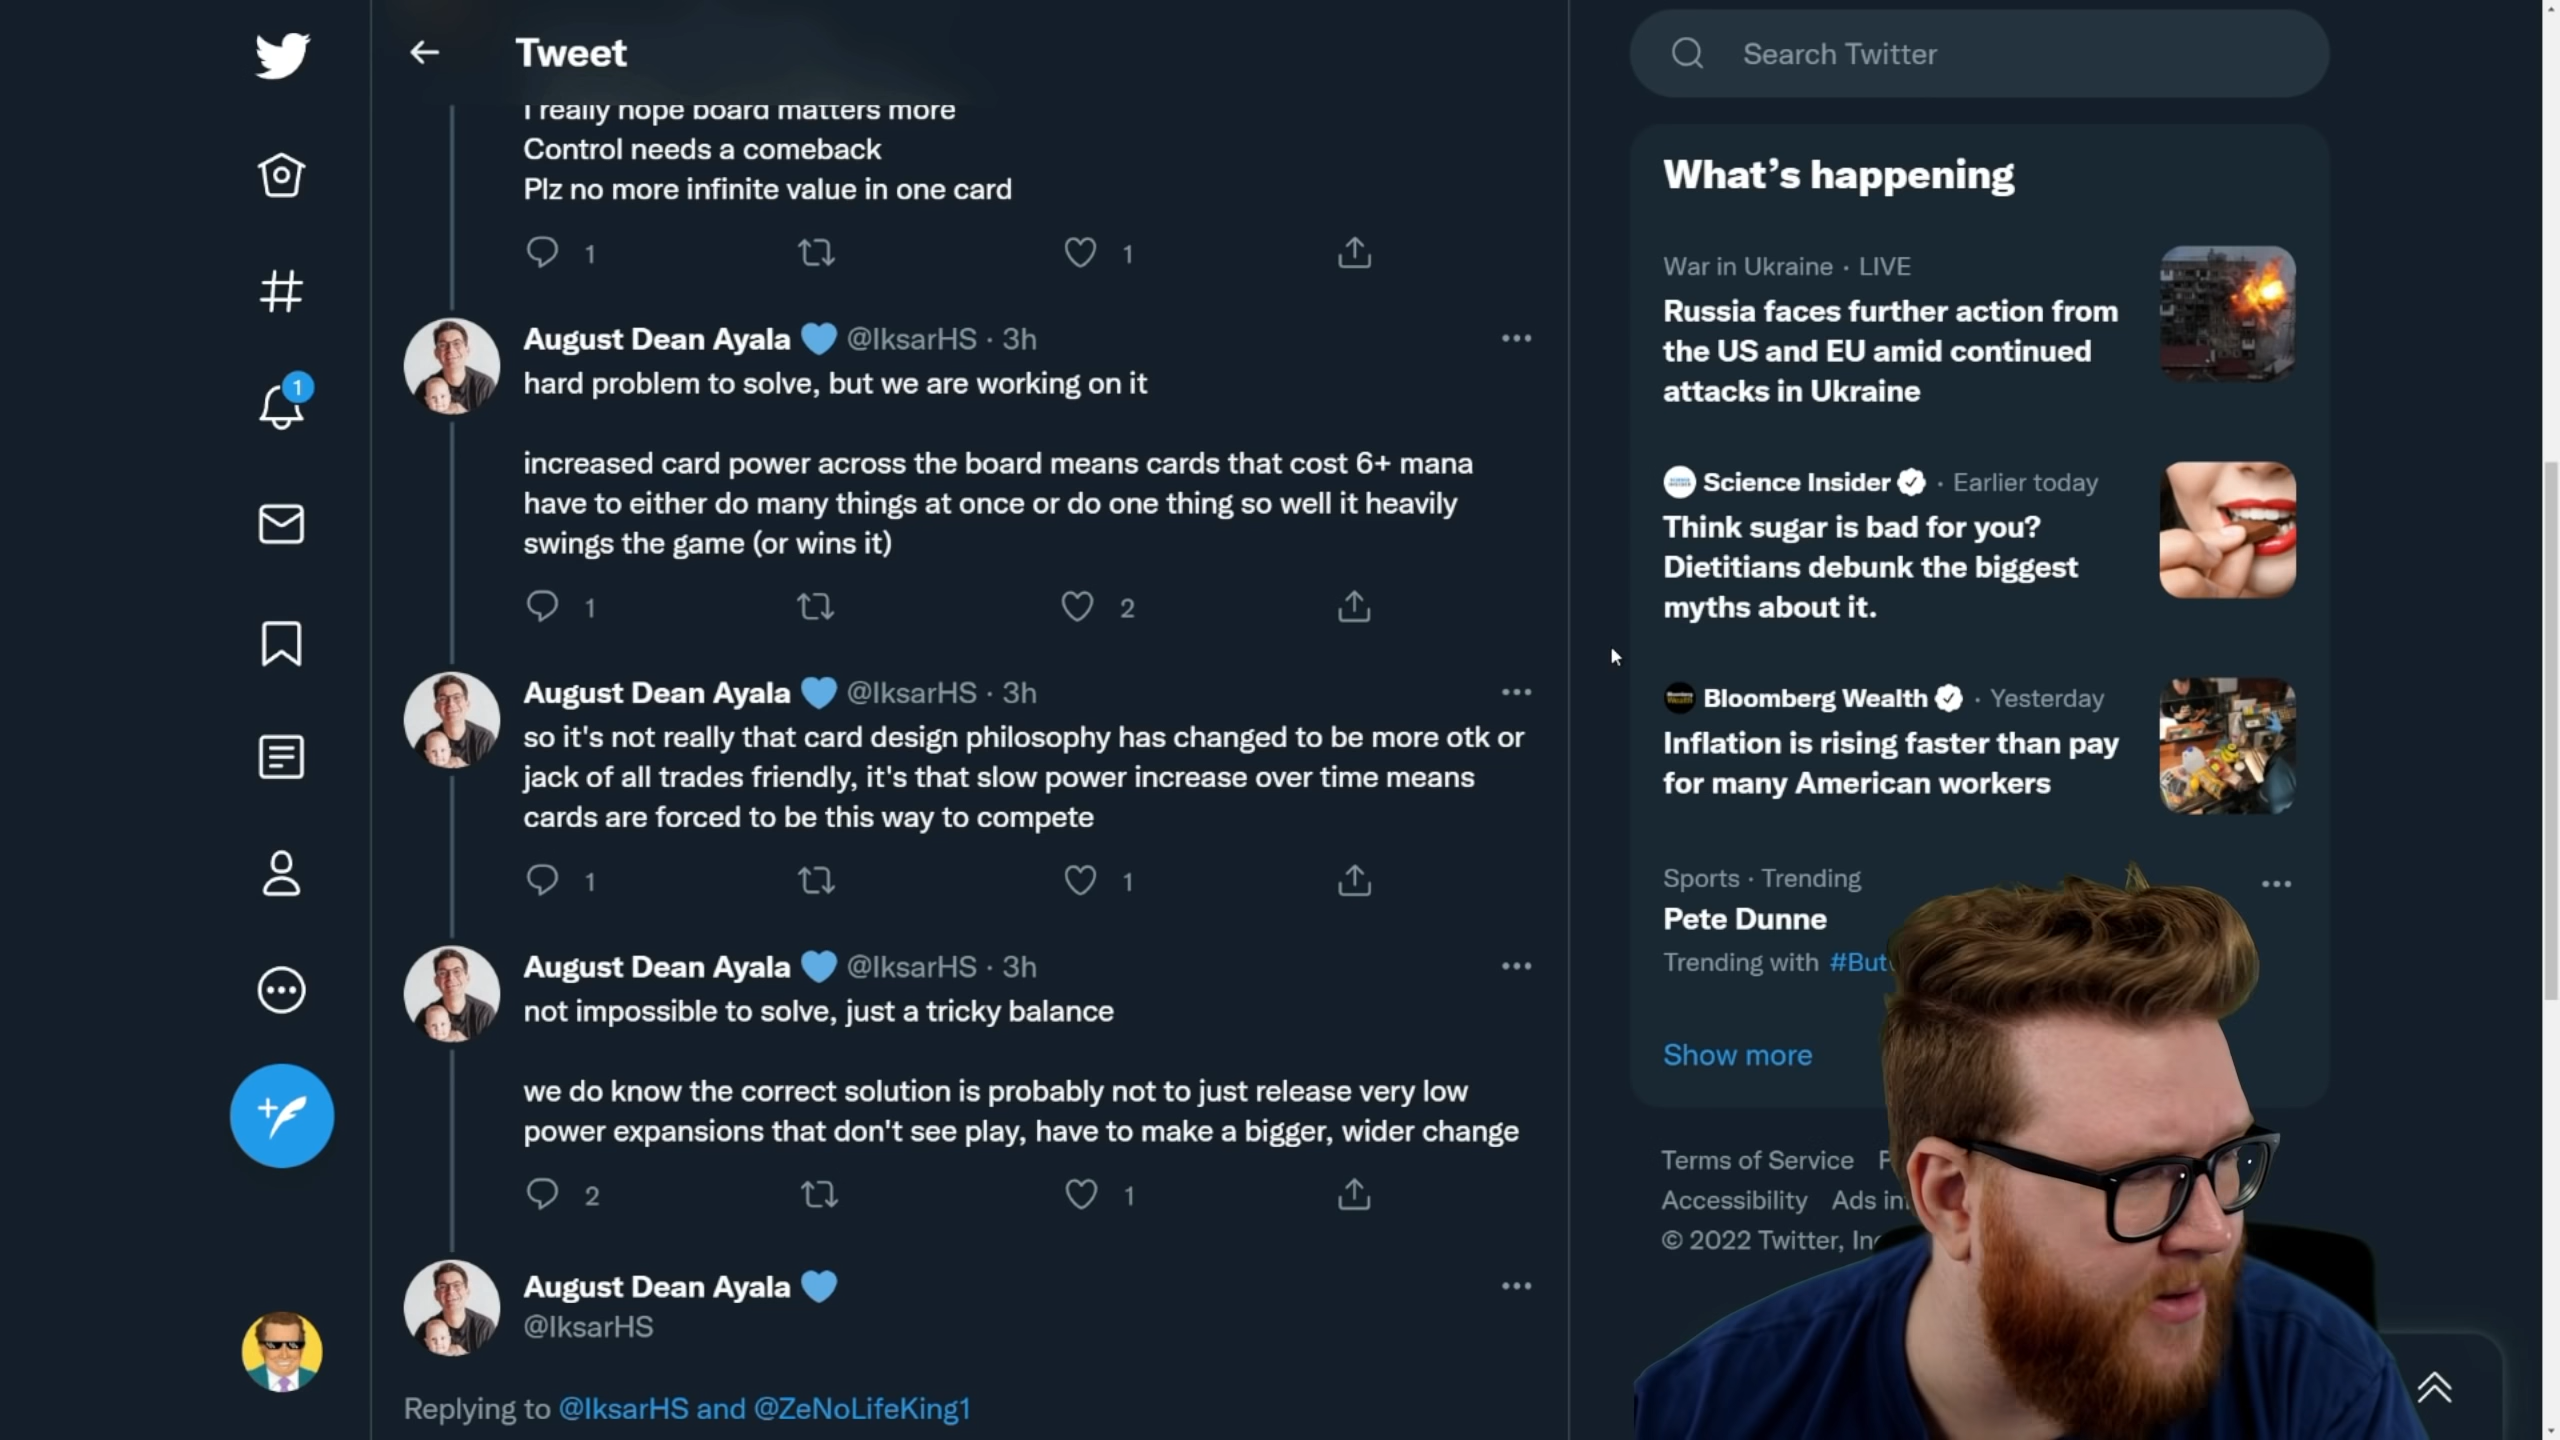 Tweet
Search Twitter
I really hope board matters more
Control needs a comeback
Plz no more infinite value in one card
1
1
August Dean Ayala @IksarHS · 3h
hard problem to solve, but we are working on it
increased card power across the board means cards that cost 6+ mana
have to either do many things at once or do one thing so well it heavily
swings the game (or wins it)
1
2
August Dean Ayala @IksarHS · 3h
so it's not really that card design philosophy has changed to be more otk or
jack of all trades friendly, it's that slow power increase over time means
cards are forced to be this way to compete
1
1
August Dean Ayala @IksarHS · 3h
not impossible to solve, just a tricky balance
we do know the correct solution is probably not to just release very low
power expansions that don't see play, have to make a bigger, wider change
2
1
August Dean Ayala
@IksarHS
Replying to @IksarHS and @ZeNoLifeKing1
1
What's happening
War in Ukraine · LIVE
Russia faces further action from
the US and EU amid continued
attacks in Ukraine
Science Insider · Earlier today
Think sugar is bad for you?
Dietitians debunk the biggest
myths about it.
Bloomberg Wealth · Yesterday
Inflation is rising faster than pay
for many American workers
Sports · Trending
Pete Dunne
Trending with #But
Show more
Terms of Service P
Accessibility Ads in
© 2022 Twitter, Inc